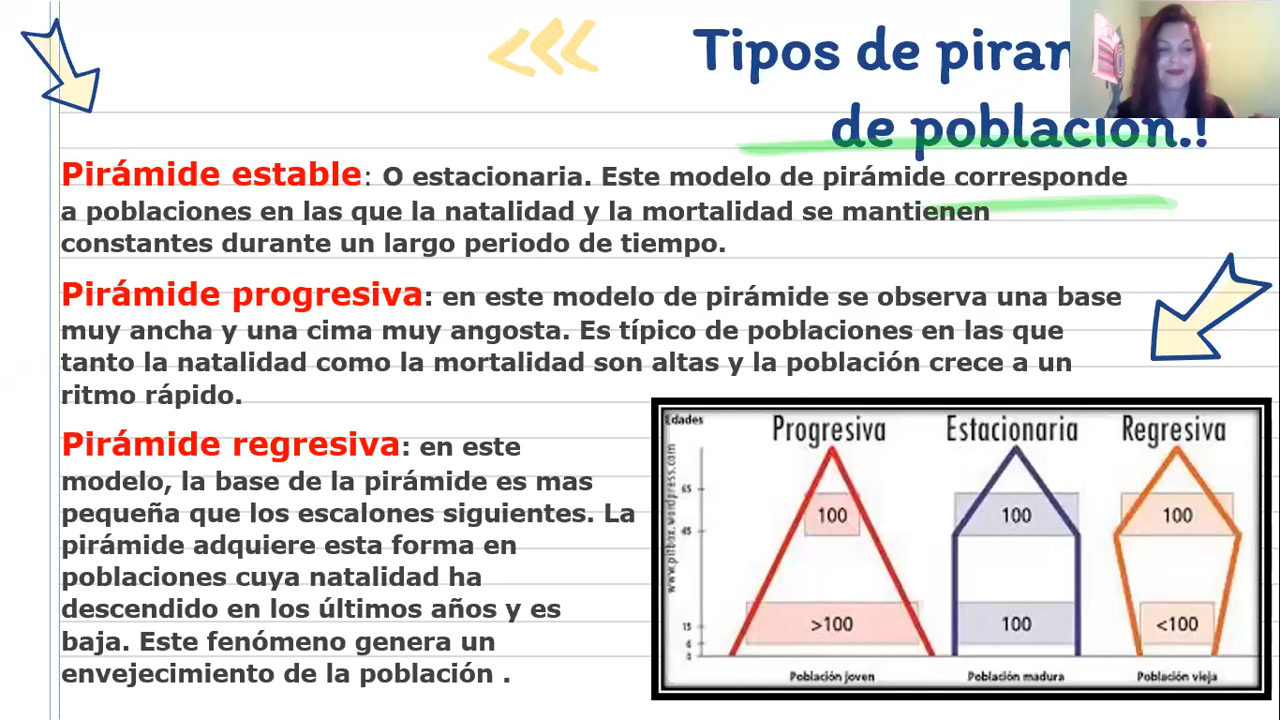 Tipos de
de población.!
Pirámide estable: O estacionaria. Este modelo de pirámide corresponde
a poblaciones en las que la natalidad y la mortalidad se mantienen
constantes durante un largo periodo de tiempo.
Pirámide progresiva: en este modelo de pirámide se observa una base
muy ancha y una cima muy angosta. Es típico de poblaciones en las que
tanto la natalidad como la mortalidad son altas y la población crece a un
ritmo rápido.
Pirámide regresiva: en este
modelo, la base de la pirámide es mas
pequeña que los escalones siguientes. La
pirámide adquiere esta forma en
poblaciones cuya natalidad ha
descendido en los últimos años y es
baja. Este fenómeno genera un
envejecimiento de la población .
Edades
Progresiva Estacionaria Regresiva
65
100 100 100
45
>100 100 <100
15
0
Población joven Población madura Población vieja